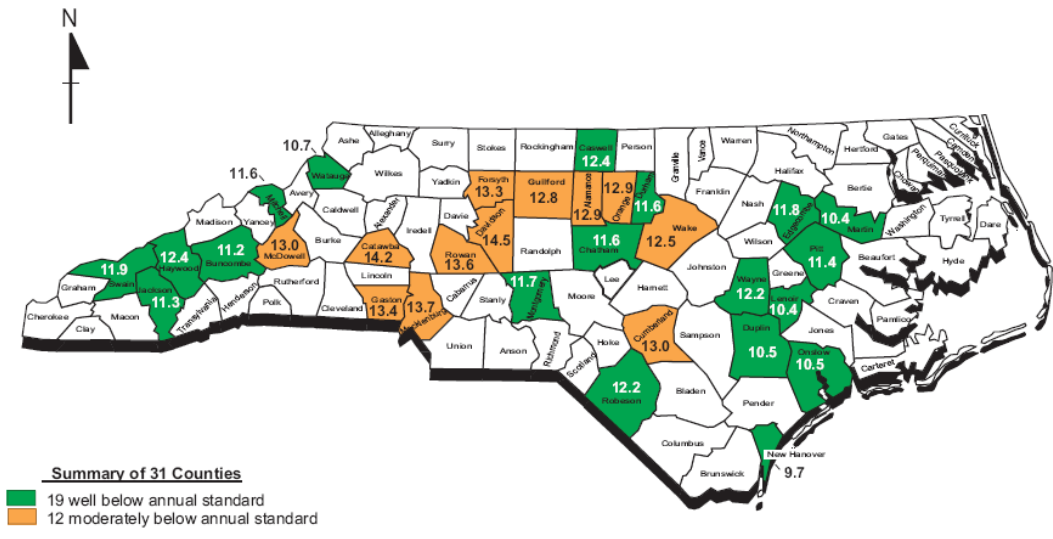 N
10.7
11.6
11.9
12.4
11.2
11.3
13.0
14.2
13.4
13.7
13.6
14.5
13.3
12.8
12.9
12.9
12.4
11.6
11.6
12.5
11.7
13.0
12.2
11.8
10.4
11.4
12.2
10.4
10.5
10.5
9.7
Ashe
Alleghany
Surry
Stokes
Rockingham
Caswell
Person
Granville
Vance
Warren
Northampton
Hertford
Gates
Currituck
Camden
Pasquotank
Perquimans
Chowan
Watauga
Wilkes
Yadkin
Forsyth
Guilford
Alamance
Orange
Durham
Franklin
Halifax
Bertie
Mitchell
Avery
Caldwell
Alexander
Iredell
Davie
Davidson
Randolph
Chatham
Wake
Nash
Edgecombe
Martin
Washington
Tyrrell
Dare
Madison
Yancey
McDowell
Burke
Catawba
Rowan
Wilson
Pitt
Beaufort
Hyde
Swain
Haywood
Buncombe
Rutherford
Lincoln
Cabarrus
Stanly
Montgomery
Moore
Lee
Harnett
Johnston
Wayne
Greene
Lenoir
Craven
Pamlico
Graham
Jackson
Cherokee
Clay
Macon
Transylvania
Henderson
Polk
Cleveland
Gaston
Mecklenburg
Union
Anson
Richmond
Scotland
Hoke
Cumberland
Sampson
Duplin
Jones
Onslow
Carteret
Robeson
Bladen
Pender
Columbus
Brunswick
New Hanover
Summary of 31 Counties
19 well below annual standard
12 moderately below annual standard